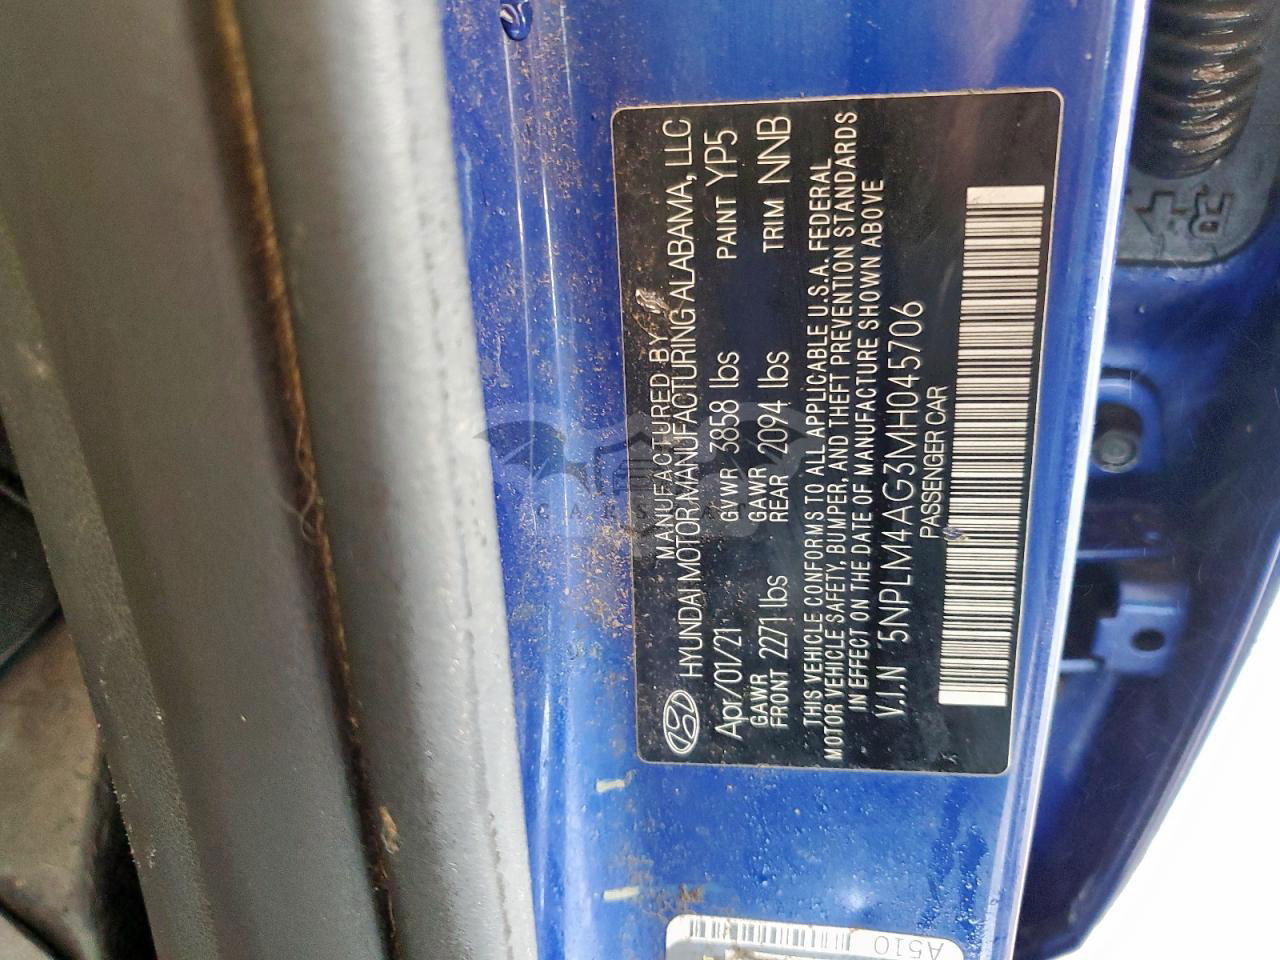 MANUFACTURED BY
HYUNDAI MOTOR MANUFACTURING ALABAMA, LLC
Apr/01/21 GVWR 3858 lbs PAINT YP5
GAWR FRONT 2271 lbs GAWR REAR 2094 lbs TRIM NNB
THIS VEHICLE CONFORMS TO ALL APPLICABLE U.S.A. FEDERAL
MOTOR VEHICLE SAFETY, BUMPER, AND THEFT PREVENTION STANDARDS
IN EFFECT ON THE DATE OF MANUFACTURE SHOWN ABOVE
V.I.N 5NPLM4AG3MH045706
PASSENGER CAR
A510